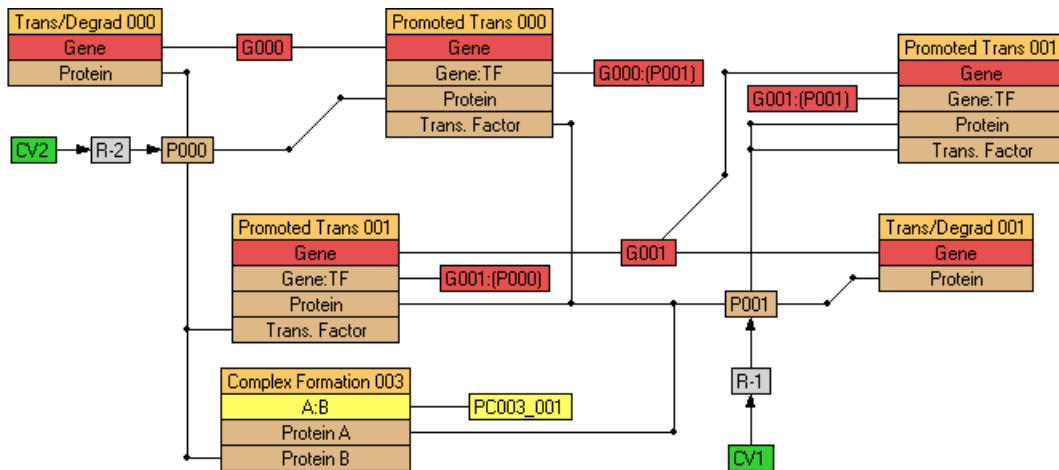 Trans/Degrad 000
Gene
Protein
G000
Promoted Trans 000
Gene
Gene:TF
Protein
Trans. Factor
G000:(P001)
Promoted Trans 001
Gene
Gene:TF
Protein
Trans. Factor
G001:(P001)
CV2
R-2
P000
Promoted Trans 001
Gene
Gene:TF
Protein
Trans. Factor
G001:(P000)
G001
Trans/Degrad 001
Gene
Protein
P001
R-1
CV1
Complex Formation 003
A:B
Protein A
Protein B
PC003_001